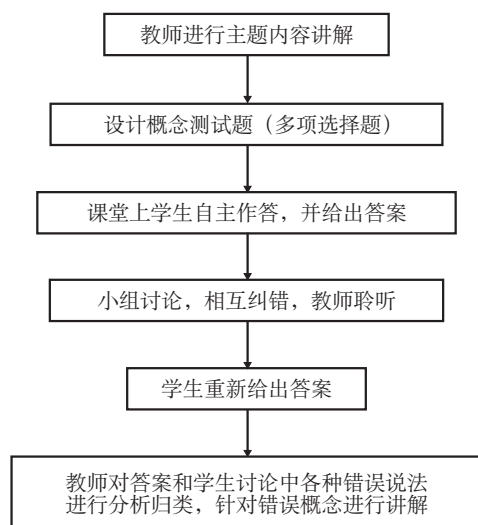 教师进行主题内容讲解
设计概念测试题（多项选择题）
课堂上学生自主作答，并给出答案
小组讨论，相互纠错，教师聆听
学生重新给出答案
教师对答案和学生讨论中各种错误说法
进行分析归类，针对错误概念进行讲解